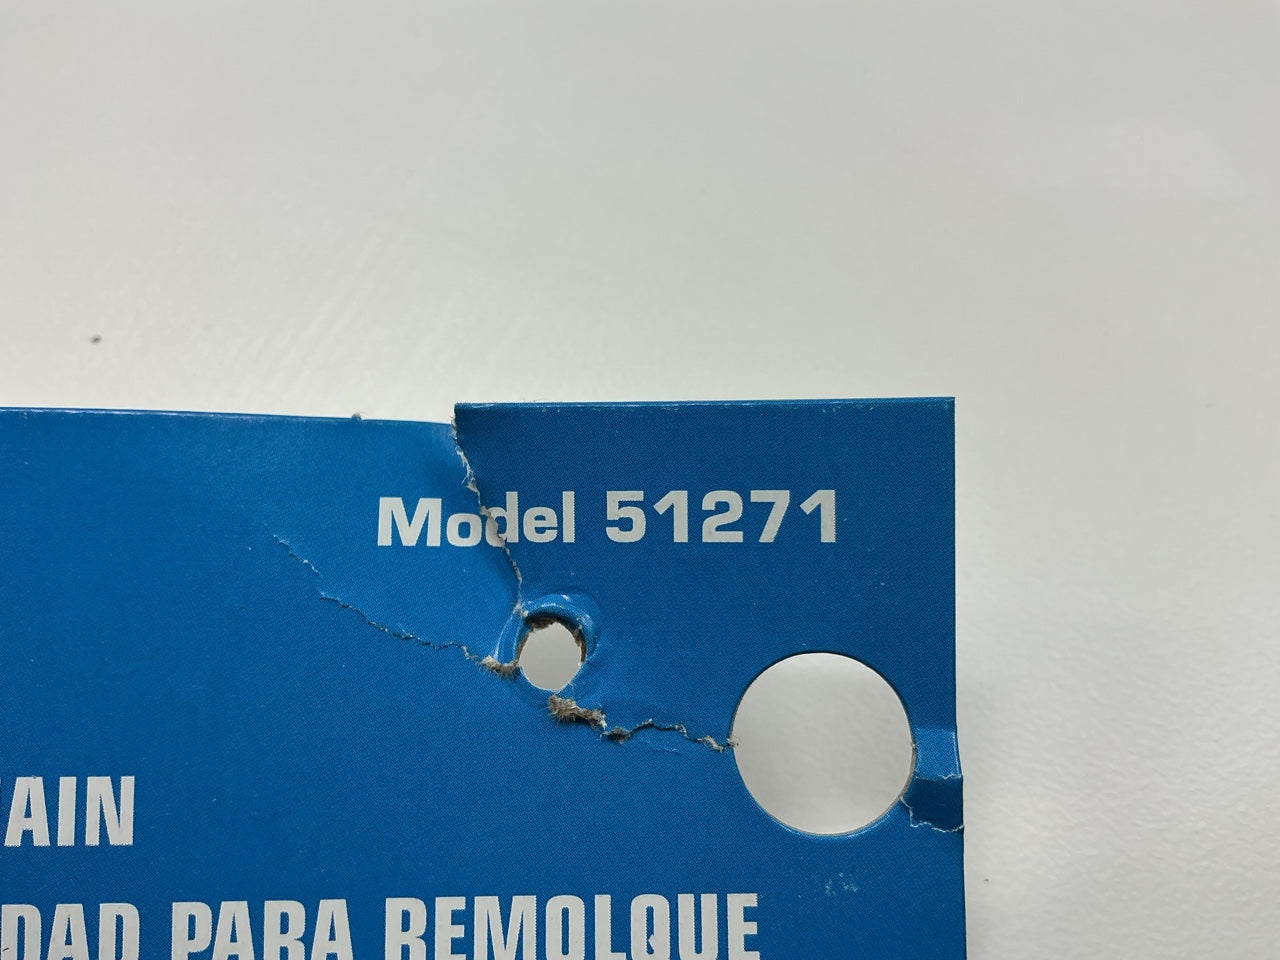 Model 51271
AIN
DAD PARA REMOLQUE